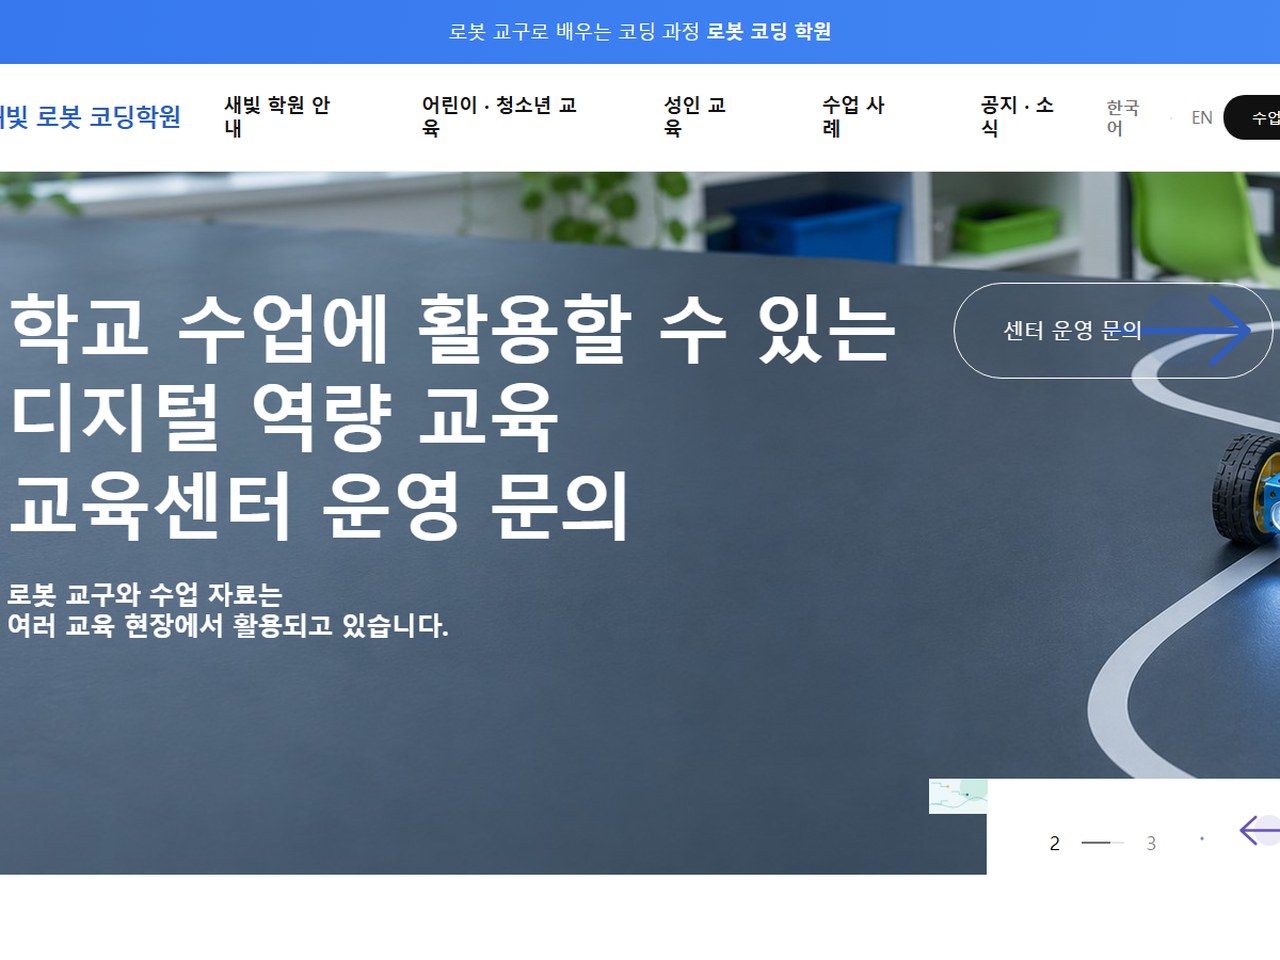 로봇 교구로 배우는 코딩 과정 로봇 코딩 학원
빛 로봇 코딩학원
새빛 학원 안
내
어린이 · 청소년 교
육
성인 교
육
수업 사
례
공지 · 소
식
한국
어
EN
수업
학교 수업에 활용할 수 있는
디지털 역량 교육
교육센터 운영 문의
센터 운영 문의
로봇 교구와 수업 자료는
여러 교육 현장에서 활용되고 있습니다.
2
3